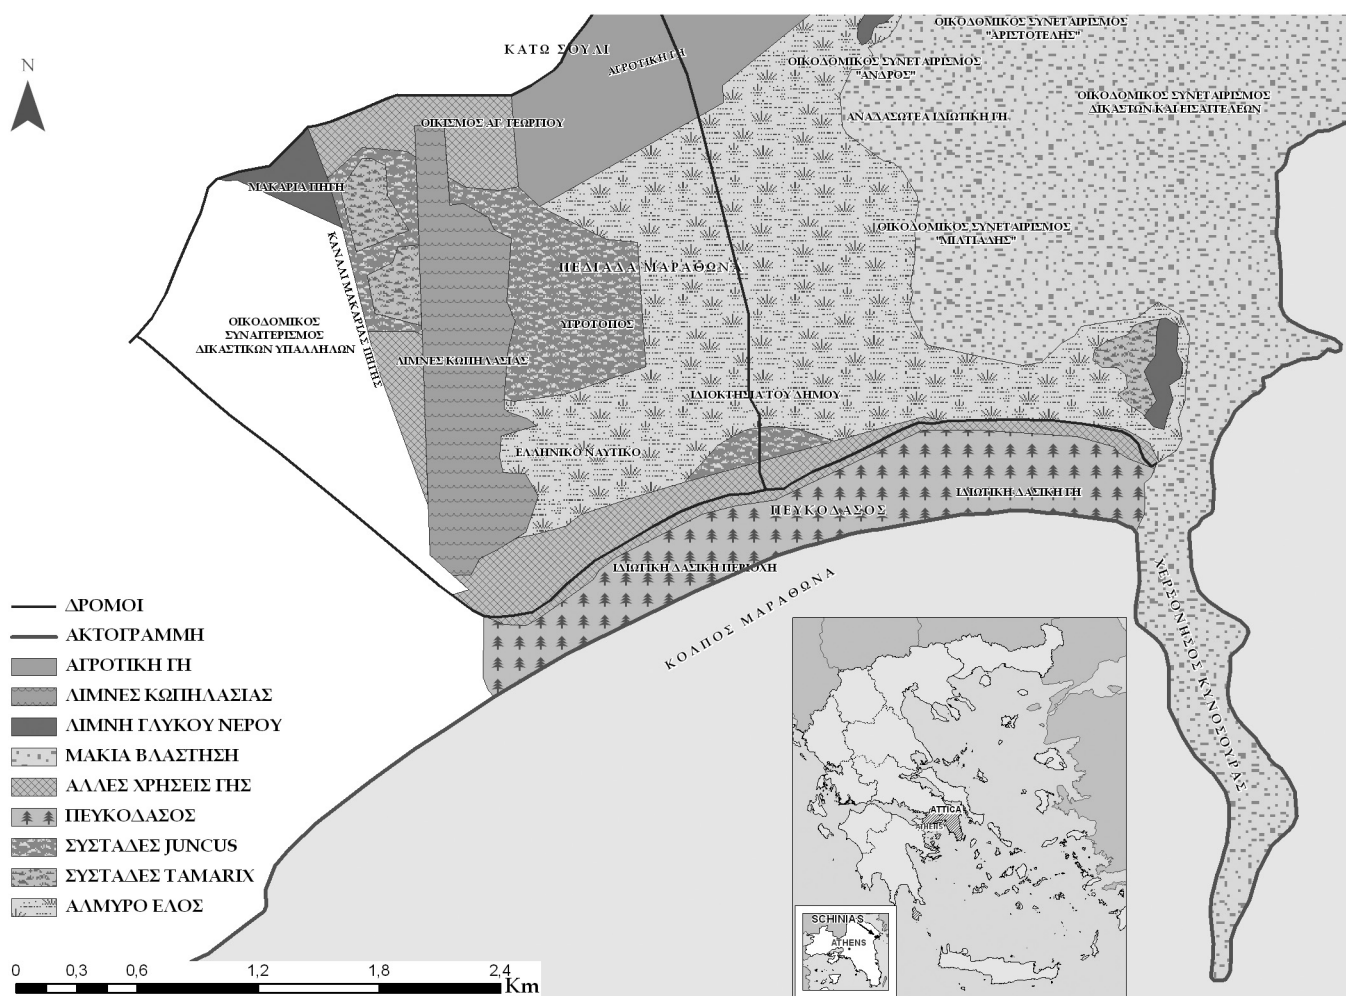 ΟΙΚΟΔΟΜΙΚΟΣ ΣΥΝΕΤΑΙΡΙΣΜΟΣ
"ΑΡΙΣΤΟΤΕΛΗΣ"
ΚΑΤΩ ΣΟΥΛΙ
ΑΓΡΟΤΙΚΗ ΓΗ
ΟΙΚΟΔΟΜΙΚΟΣ ΣΥΝΕΤΑΙΡΙΣΜΟΣ
"ΑΝΔΡΟΣ"
N
ΟΙΚΟΔΟΜΙΚΟΣ ΣΥΝΕΤΑΙΡΙΣΜΟΣ
ΔΙΚΑΣΤΩΝ ΚΑΙ ΕΙΣΑΓΓΕΛΕΩΝ
ΑΝΑΔΑΣΩΤΕΑ ΙΔΙΩΤΙΚΗ ΓΗ
ΟΙΚΙΣΜΟΣ ΑΓ' ΓΕΩΡΓΙΟΥ
ΜΑΚΑΡΙΑ ΠΗΓΗ
ΟΙΚΟΔΟΜΙΚΟΣ ΣΥΝΕΤΑΙΡΙΣΜΟΣ
"ΜΙΛΤΙΑΔΗΣ"
ΚΑΝΑΛΙ ΜΑΚΑΡΙΑΣ ΠΗΓΗΣ
ΠΕΔΙΑΔΑ ΜΑΡΑΘΩΝΑ
ΟΙΚΟΔΟΜΙΚΟΣ
ΣΥΝΑΙΤΕΡΙΣΜΟΣ
ΔΙΚΑΣΤΙΚΩΝ ΥΠΑΛΛΗΛΩΝ
ΥΓΡΟΤΟΠΟΣ
ΛΙΜΝΕΣ ΚΩΠΗΛΑΣΙΑΣ
ΙΔΙΟΚΤΗΣΙΑ ΤΟΥ ΔΗΜΟΥ
ΕΛΛΗΝΙΚΟ ΝΑΥΤΙΚΟ
ΙΔΙΩΤΙΚΗ ΔΑΣΙΚΗ ΓΗ
ΠΕΥΚΟΔΑΣΟΣ
ΙΔΙΩΤΙΚΗ ΔΑΣΙΚΗ ΠΕΡΙΟΧΗ
ΚΟΛΠΟΣ ΜΑΡΑΘΩΝΑ
ΧΕΡΣΟΝΗΣΟΣ ΚΥΝΟΣΟΥΡΑΣ
ΔΡΟΜΟΙ
ΑΚΤΟΓΡΑΜΜΗ
ΑΓΡΟΤΙΚΗ ΓΗ
ΛΙΜΝΕΣ ΚΩΠΗΛΑΣΙΑΣ
ΛΙΜΝΗ ΓΛΥΚΟΥ ΝΕΡΟΥ
ΜΑΚΙΑ ΒΛΑΣΤΗΣΗ
ΑΛΛΕΣ ΧΡΗΣΕΙΣ ΓΗΣ
ΠΕΥΚΟΔΑΣΟΣ
ΣΥΣΤΑΔΕΣ JUNCUS
ΣΥΣΤΑΔΕΣ TAMARIX
ΑΛΜΥΡΟ ΕΛΟΣ
ATTICA
ATHENS
SCHINIAS
ATHENS
0 0,3 0,6 1,2 1,8 2,4
Km